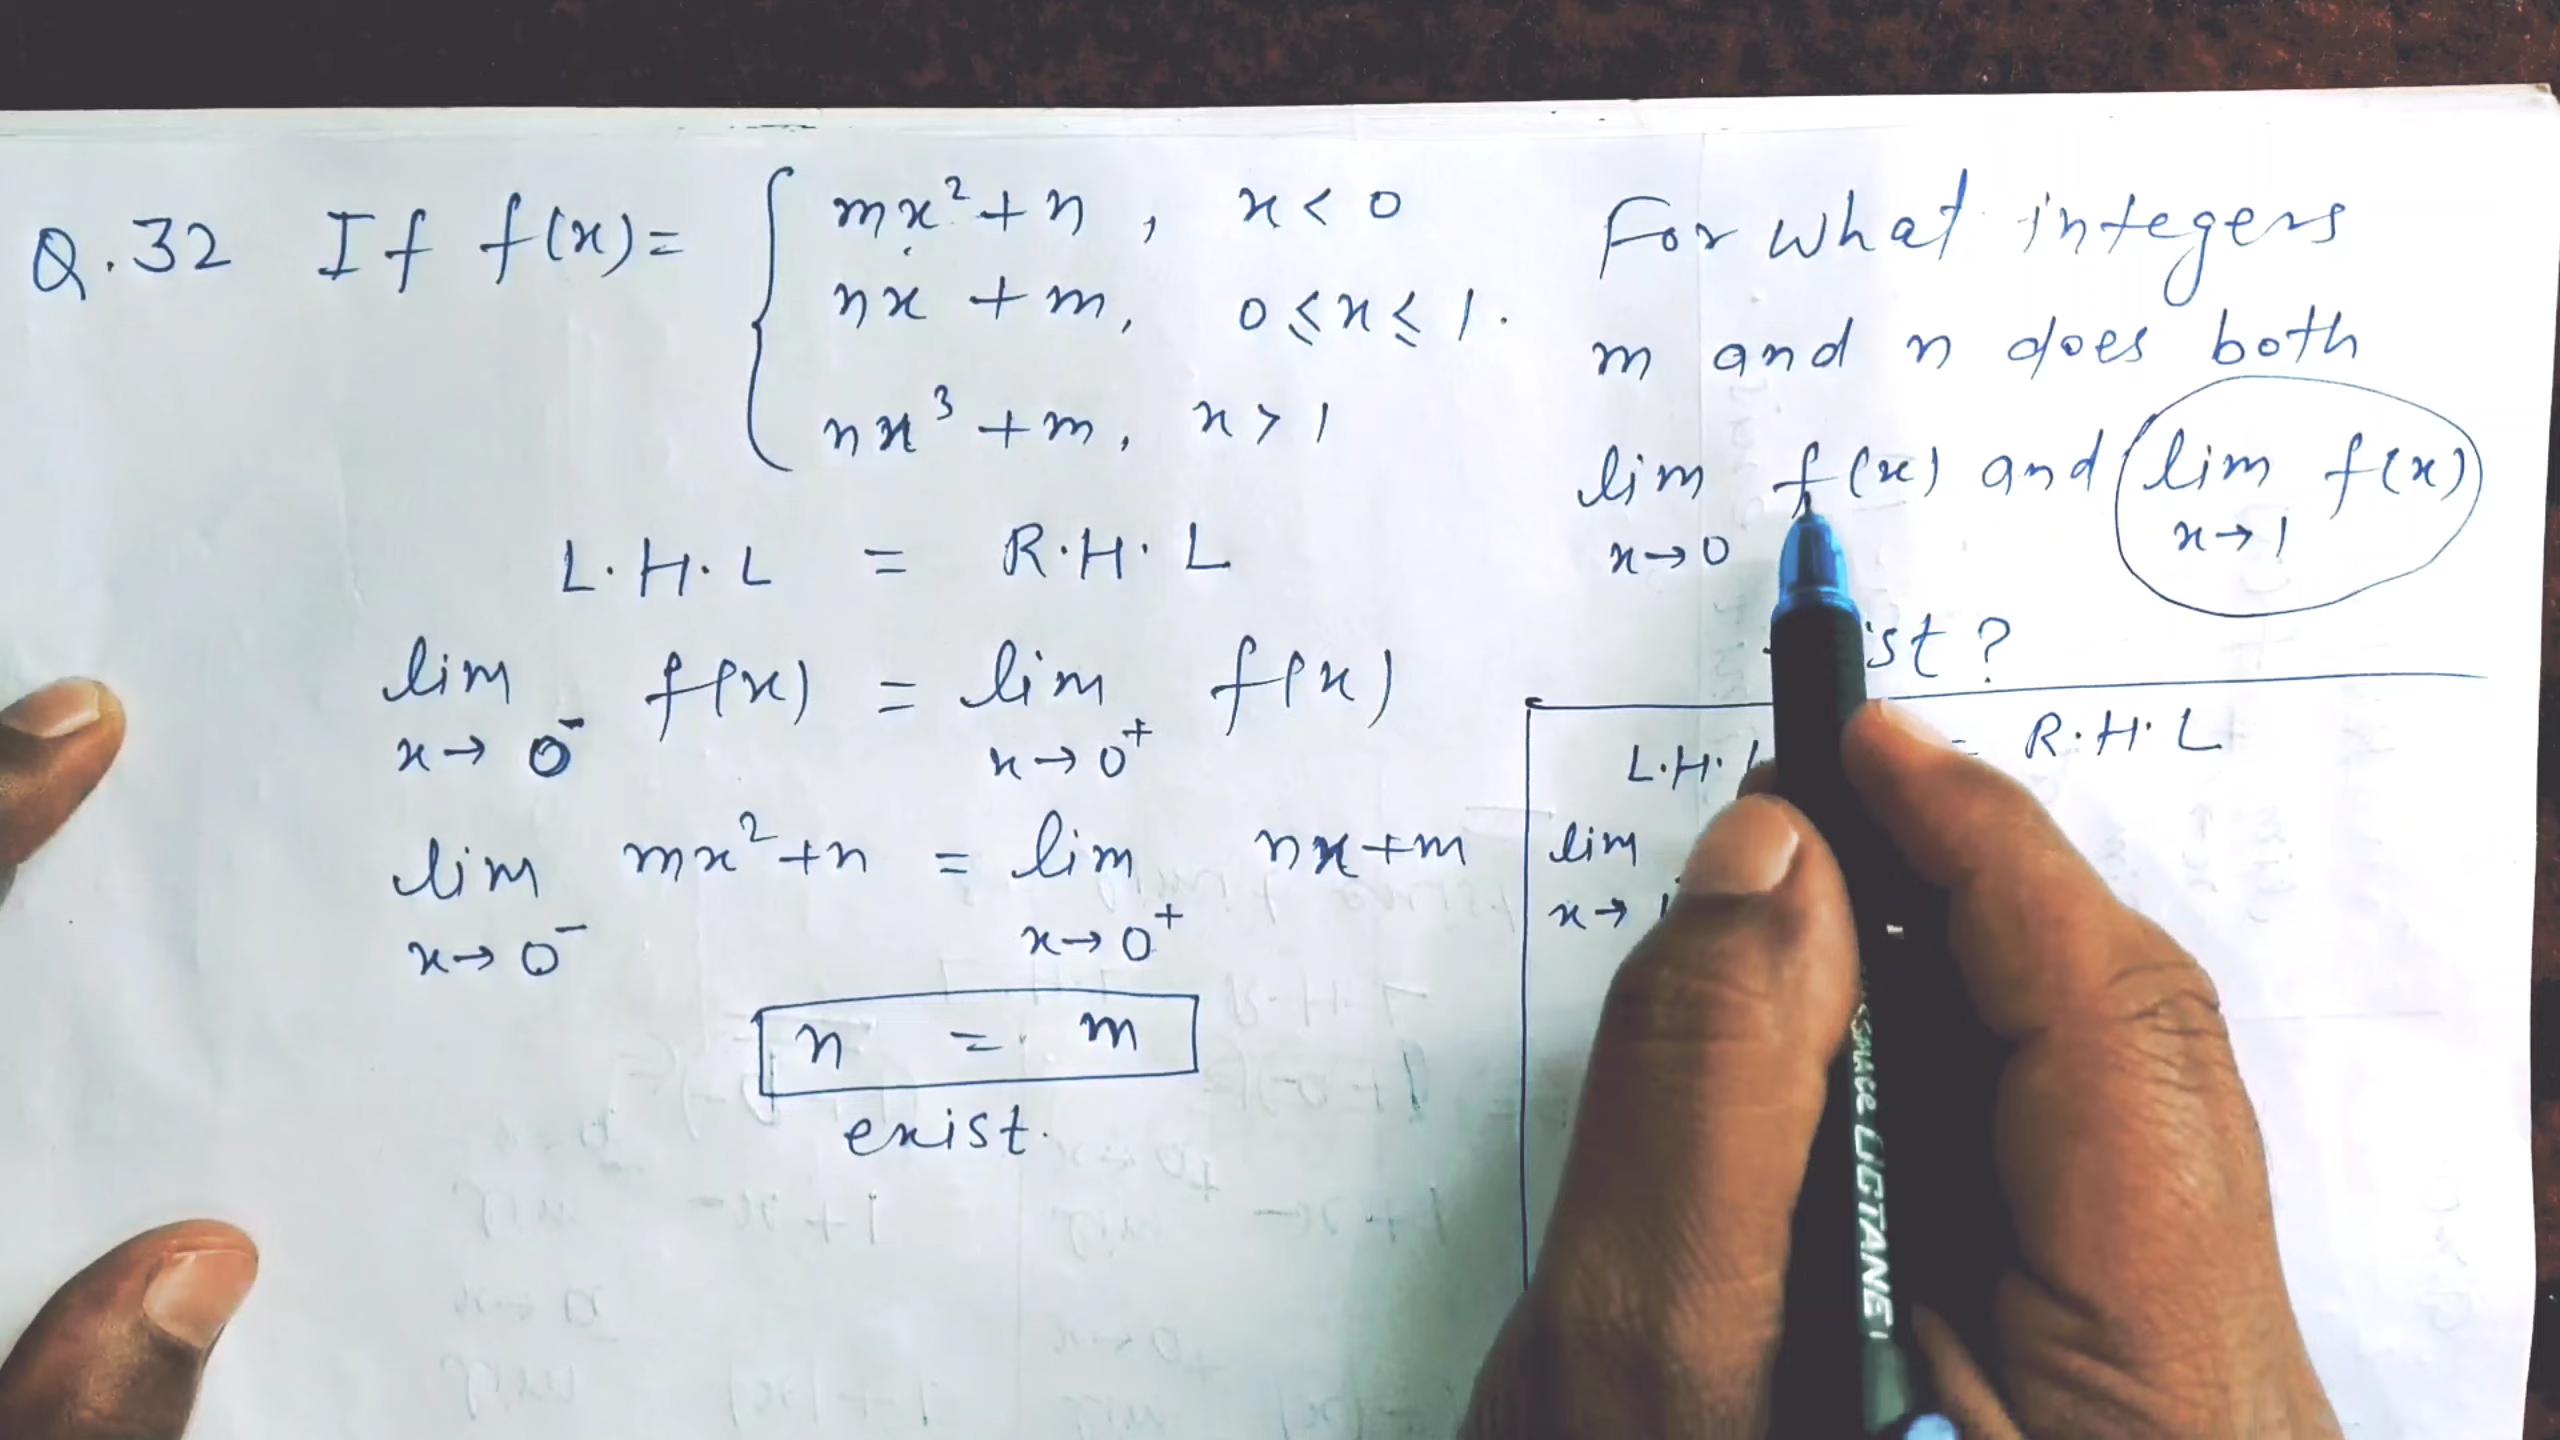 Q.32 If f(x)= { mx²+n , x<0
nx + m, 0≤x≤1.
nx³+m, x>1
For what integers
m and n does both
lim f(x) and lim f(x)
x→0 x→1
ist?
L.H.L = R.H.L
lim f(x) = lim f(x)
x→0⁻ x→0⁺
lim mx²+n = lim nx+m
x→0⁻ x→0⁺
n = m
exist.
L.H.L = R.H.L
lim
x→1